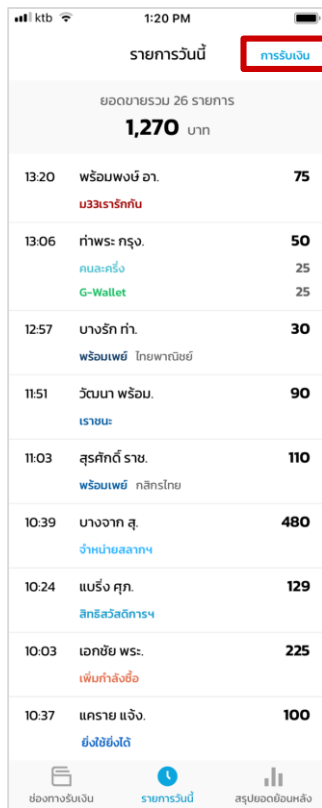 ktb 1:20 PM
รายการวันนี้ การรับเงิน
ยอดขายรวม 26 รายการ
1,270 บาท
13:20 พร้อมพงษ์ อา. 75
ม33เรารักกัน
13:06 ท่าพระ กรุง. 50
คนละครึ่ง 25
G-Wallet 25
12:57 บางรัก ท่า. 30
พร้อมเพย์ ไทยพาณิชย์
11:51 วัฒนา พร้อม. 90
เราชนะ
11:03 สุรศักดิ์ ราช. 110
พร้อมเพย์ กสิกรไทย
10:39 บางจาก สุ. 480
จำหน่ายสลากฯ
10:24 แบริ่ง ศุภ. 129
สิทธิสวัสดิการฯ
10:03 เอกชัย พระ. 225
เพิ่มกำลังซื้อ
10:37 แคราย แจ้ง. 100
ยิ่งใช้ยิ่งได้
ช่องทางรับเงิน รายการวันนี้ สรุปยอดย้อนหลัง